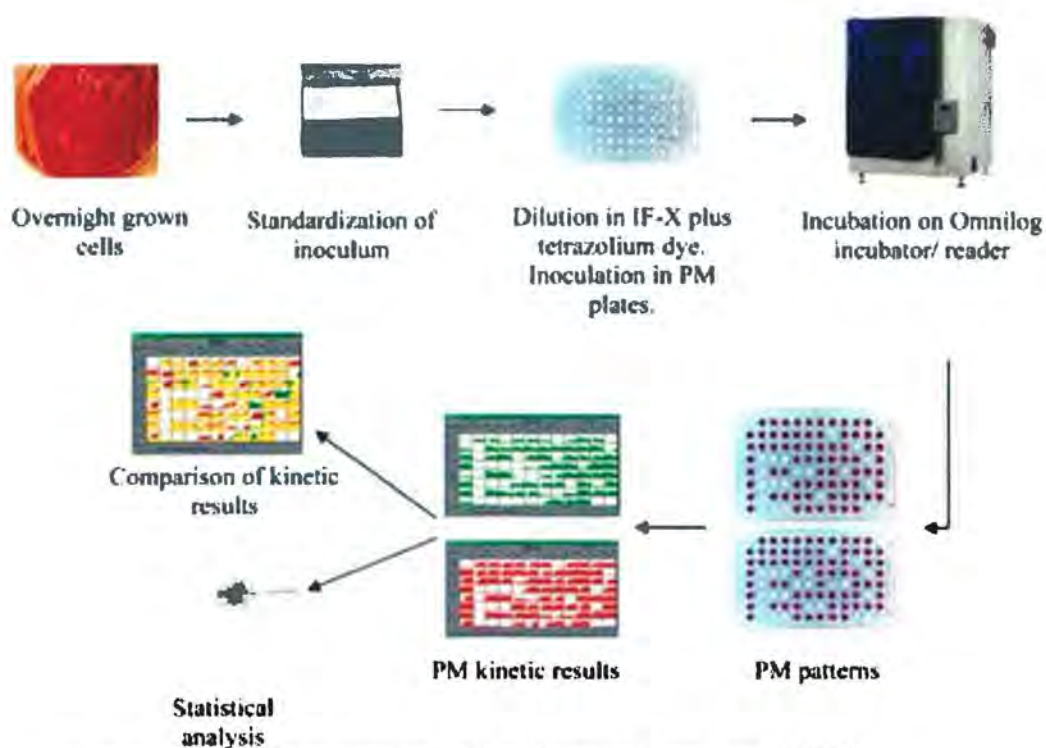 Overnight grown
cells
Standardization of
inoculum
Dilution in IF-X plus
tetrazolium dye.
Inoculation in PM
plates.
Incubation on Omnilog
incubator/ reader
Comparison of kinetic
results
PM kinetic results
PM patterns
Statistical
analysis